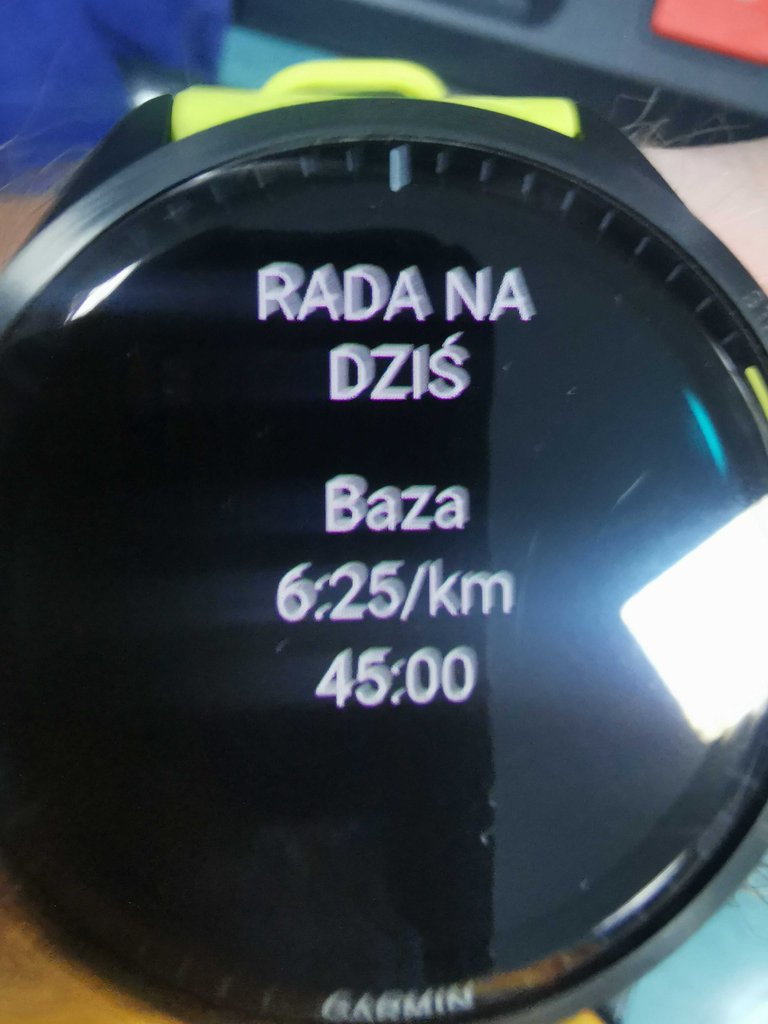 RADA NA
DZIŚ
Baza
6:25/km
45:00
GARMIN